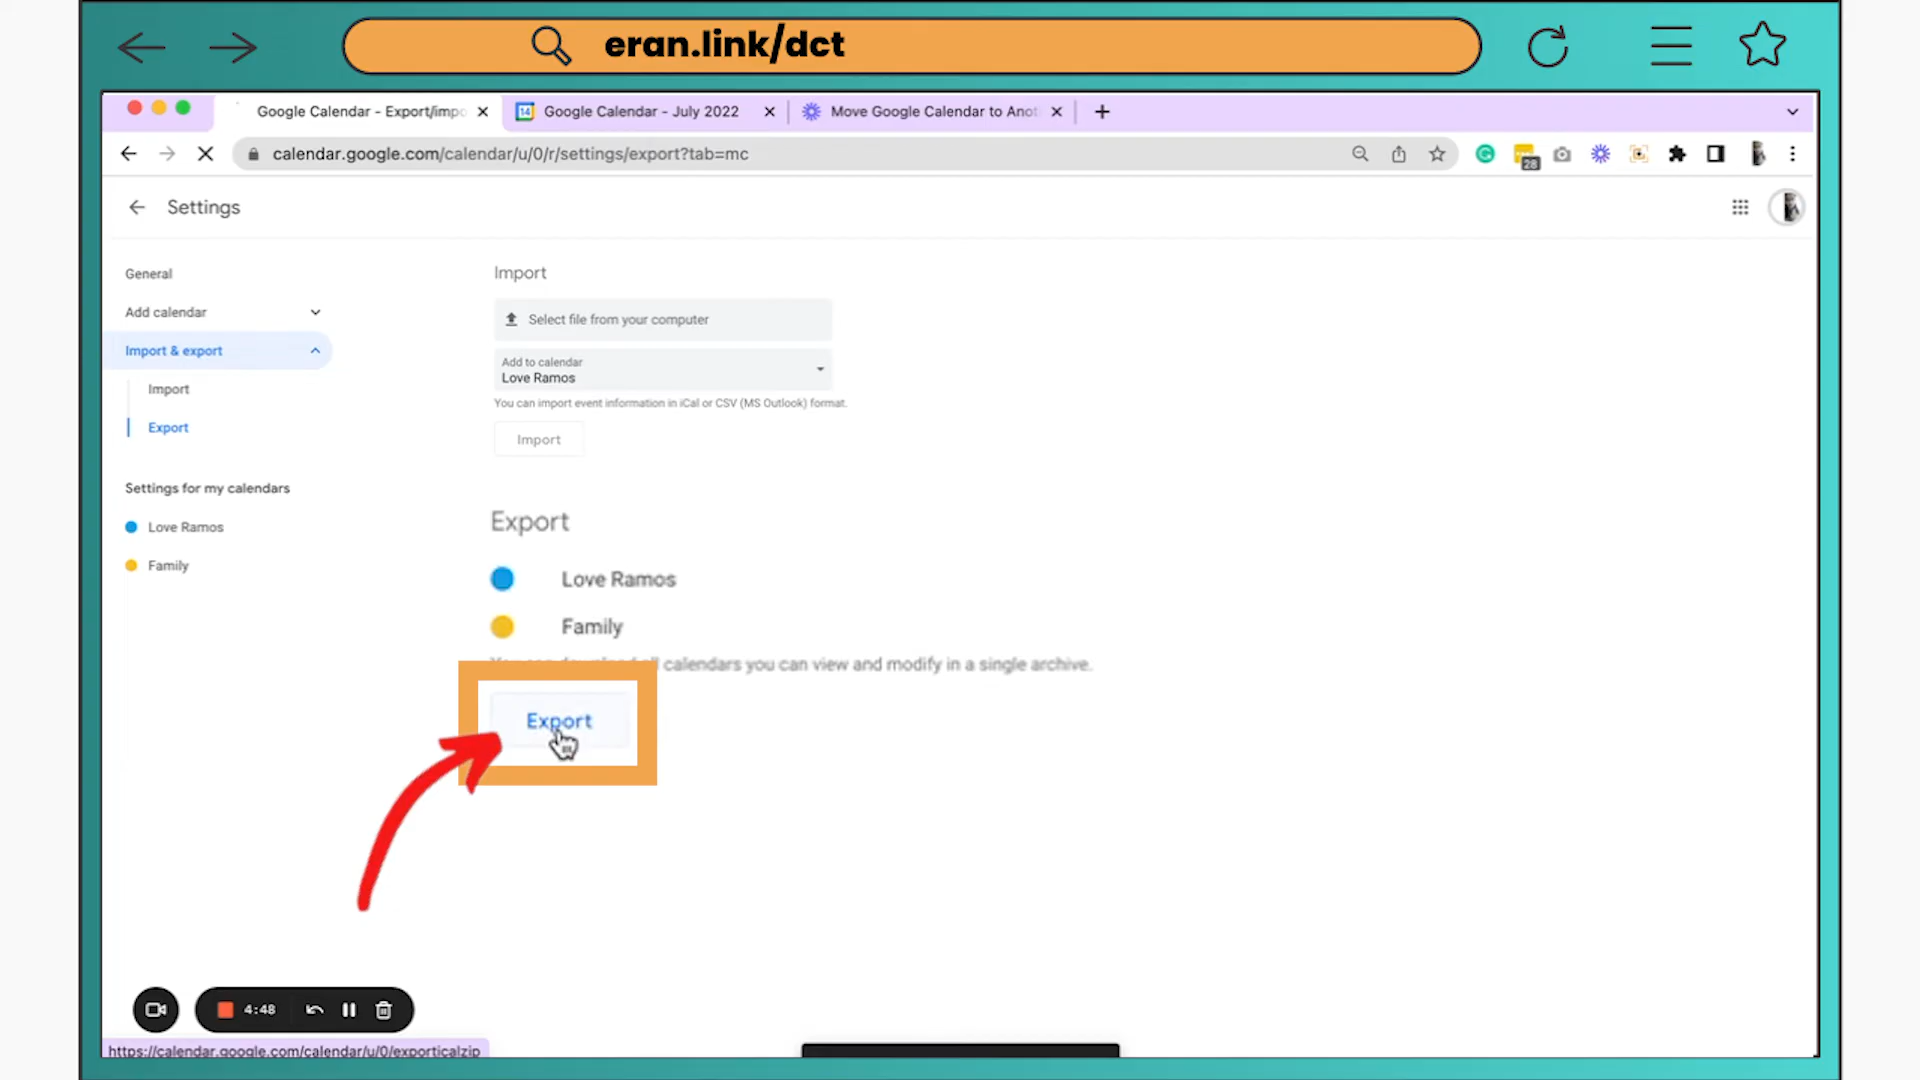 eran.link/dct
Google Calendar - Export/impo
Google Calendar - July 2022
Move Google Calendar to Anot
calendar.google.com/calendar/u/0/r/settings/export?tab=mc
28
Settings
General
Add calendar
Import & export
Import
Export
Settings for my calendars
Love Ramos
Family
Import
Select file from your computer
Add to calendar
Love Ramos
You can import event information in iCal or CSV (MS Outlook) format.
Import
Export
Love Ramos
Family
calendars you can view and modify in a single archive.
Export
4:48
https://calendar.google.com/calendar/u/0/exporticalzip